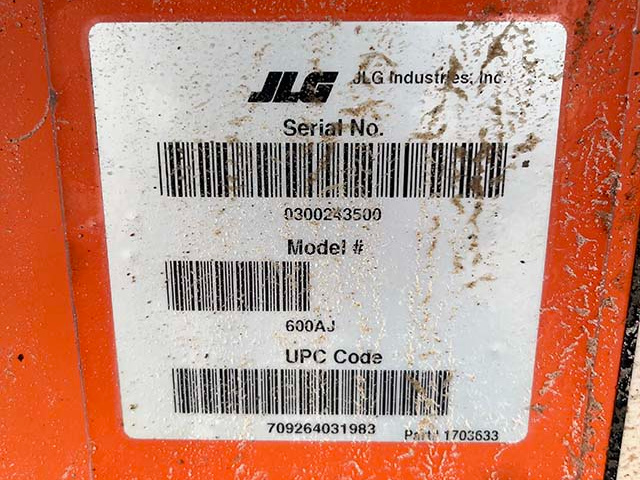 JLG JLG Industries, Inc.
Serial No.
0300243500
Model #
600AJ
UPC Code
709264031983
Part# 1703633